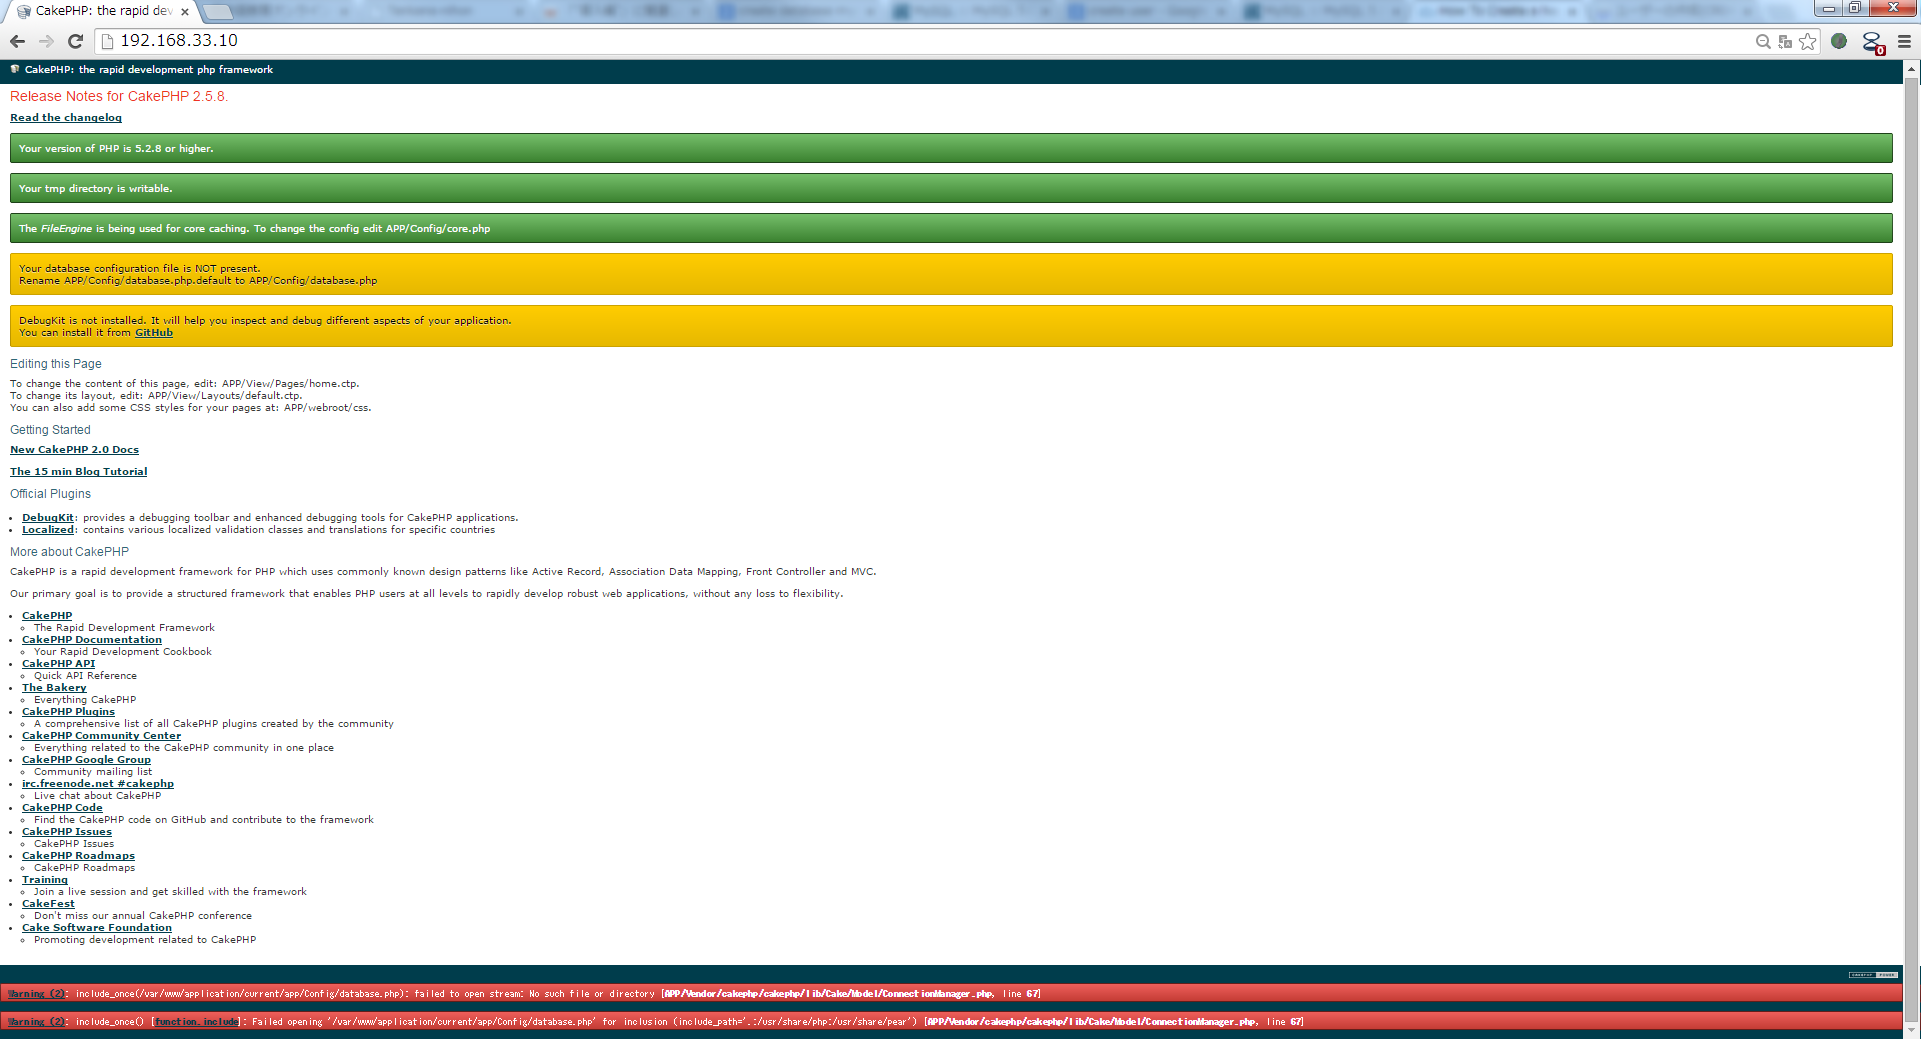 CakePHP: the rapid dev
192.168.33.10
0
CakePHP: the rapid development php framework
Release Notes for CakePHP 2.5.8.
Read the changelog
Your version of PHP is 5.2.8 or higher.
Your tmp directory is writable.
The FileEngine is being used for core caching. To change the config edit APP/Config/core.php
Your database configuration file is NOT present.
Rename APP/Config/database.php.default to APP/Config/database.php
DebugKit is not installed. It will help you inspect and debug different aspects of your application.
You can install it from GitHub
Editing this Page
To change the content of this page, edit: APP/View/Pages/home.ctp.
To change its layout, edit: APP/View/Layouts/default.ctp.
You can also add some CSS styles for your pages at: APP/webroot/css.
Getting Started
New CakePHP 2.0 Docs
The 15 min Blog Tutorial
Official Plugins
DebugKit: provides a debugging toolbar and enhanced debugging tools for CakePHP applications.
Localized: contains various localized validation classes and translations for specific countries
More about CakePHP
CakePHP is a rapid development framework for PHP which uses commonly known design patterns like Active Record, Association Data Mapping, Front Controller and MVC.
Our primary goal is to provide a structured framework that enables PHP users at all levels to rapidly develop robust web applications, without any loss to flexibility.
CakePHP
The Rapid Development Framework
CakePHP Documentation
Your Rapid Development Cookbook
CakePHP API
Quick API Reference
The Bakery
Everything CakePHP
CakePHP Plugins
A comprehensive list of all CakePHP plugins created by the community
CakePHP Community Center
Everything related to the CakePHP community in one place
CakePHP Google Group
Community mailing list
irc.freenode.net #cakephp
Live chat about CakePHP
CakePHP Code
Find the CakePHP code on GitHub and contribute to the framework
CakePHP Issues
CakePHP Issues
CakePHP Roadmaps
CakePHP Roadmaps
Training
Join a live session and get skilled with the framework
CakeFest
Don't miss our annual CakePHP conference
Cake Software Foundation
Promoting development related to CakePHP
Warning (2): include_once(/var/www/application/current/app/Config/database.php): failed to open stream: No such file or directory [APP/Vendor/cakephp/cakephp/lib/Cake/Model/ConnectionManager.php, line 67]
Warning (2): include_once() [function.include]: Failed opening '/var/www/application/current/app/Config/database.php' for inclusion (include_path='.:/usr/share/php:/usr/share/pear') [APP/Vendor/cakephp/cakephp/lib/Cake/Model/ConnectionManager.php, line 67]